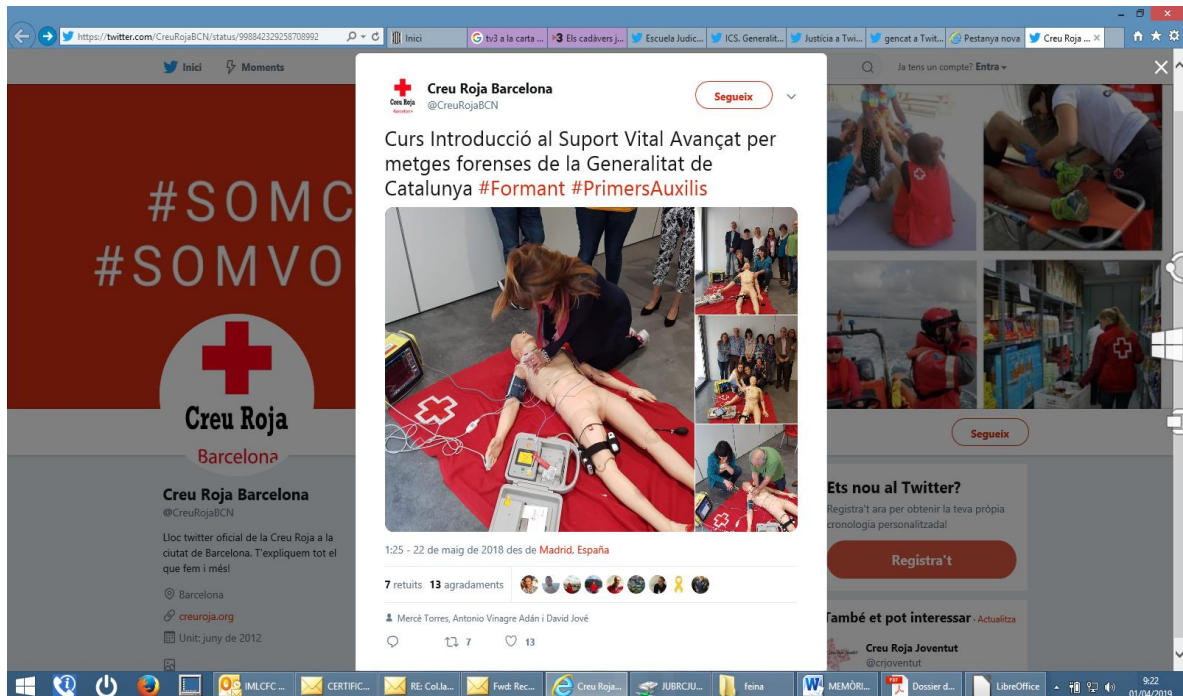 https://twitter.com/CreuRojaBCN/status/998842329258708992
Inici
tv3 a la carta ...
Els cadàvers j...
Escuela Judic...
ICS. Generalit...
Justícia a Twi...
gencat a Twit...
Pestanya nova
Creu Roja ...
Inici
Moments
Ja tens un compte? Entra
#SOMC
#SOMVO
Creu Roja
Barcelona
Creu Roja Barcelona
@CreuRojaBCN
Lloc twitter oficial de la Creu Roja a la
ciutat de Barcelona. T'expliquem tot el
que fem i més!
Barcelona
creuroja.org
Unit: juny de 2012
Creu Roja
Creu Roja Barcelona
@CreuRojaBCN
Segueix
Curs Introducció al Suport Vital Avançat per
metges forenses de la Generalitat de
Catalunya #Formant #PrimersAuxilis
1:25 - 22 de maig de 2018 des de Madrid, España
7 retuits 13 agradaments
Mercè Torres, Antonio Vinagre Adán i David Jové
7
13
Segueix
Ets nou al Twitter?
Registra't ara per obtenir la teva pròpia
cronologia personalitzada!
Registra't
També et pot interessar · Actualitza
Creu Roja Joventut
@crjoventut
IMLCFC ...
CERTIFIC...
RE: Col.la...
Fwd: Rec...
Creu Roja...
JUBRCJU...
feina
MEMÒRI...
Dossier d...
LibreOffice
9:22
01/04/2019